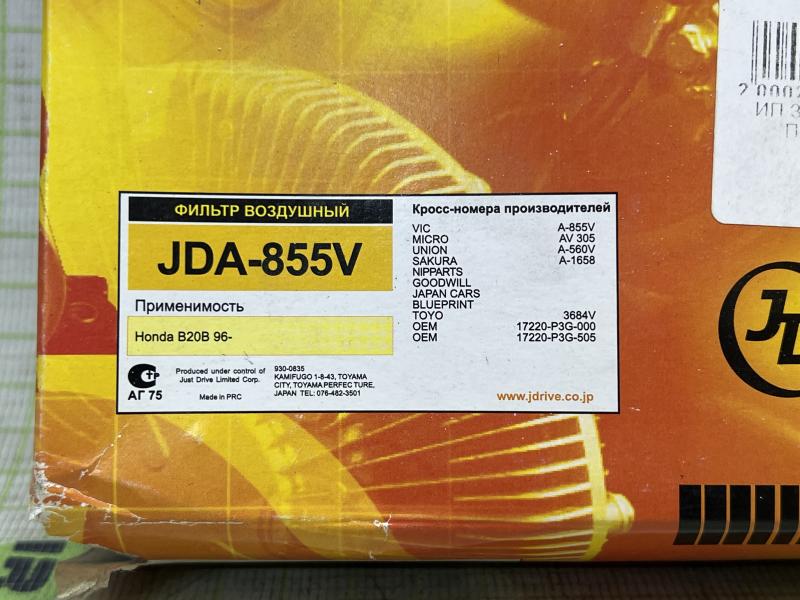 ФИЛЬТР ВОЗДУШНЫЙ
JDA-855V
Применимость
Honda B20B 96-
АГ 75
Produced under control of
Just Drive Limited Corp.
Made in PRC
930-0835
KAMIFUGO 1-8-43, TOYAMA
CITY, TOYAMA PERFEC TURE,
JAPAN TEL: 076-482-3501
Кросс-номера производителей
VIC A-855V
MICRO AV 305
UNION A-560V
SAKURA A-1658
NIPPARTS
GOODWILL
JAPAN CARS
BLUEPRINT
TOYO 3684V
OEM 17220-P3G-000
OEM 17220-P3G-505
www.jdrive.co.jp
ИП